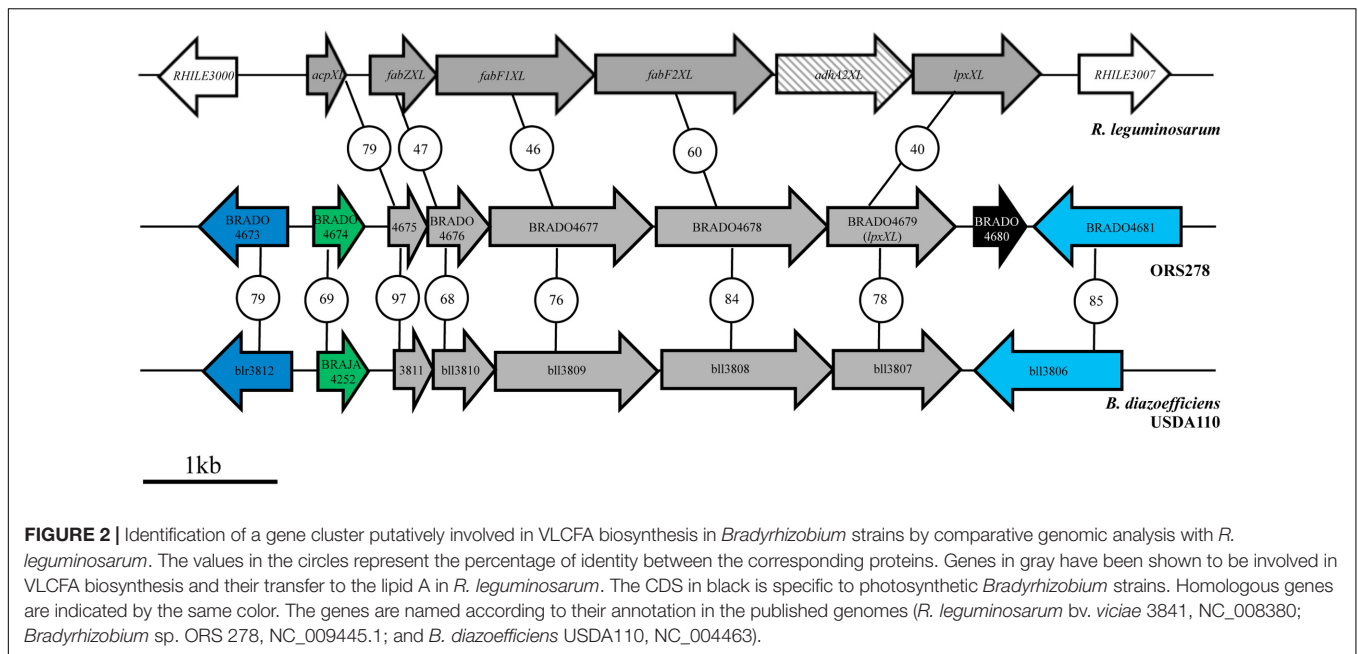 RHILE3000 acpXL fabZXL fabF1XL fabF2XL adhA2XL lpxXL RHILE3007
R. leguminosarum
79 47 46 60 40
BRADO 4673 BRADO 4674 4675 BRADO 4676 BRADO4677 BRADO4678 BRADO4679 (lpxXL) BRADO 4680 BRADO4681
ORS278
79 69 97 68 76 84 78 85
blr3812 BRAJA 4252 3811 bll3810 bll3809 bll3808 bll3807 bll3806
B. diazoefficiens
USDA110
1kb
FIGURE 2 | Identification of a gene cluster putatively involved in VLCFA biosynthesis in Bradyrhizobium strains by comparative genomic analysis with R.
leguminosarum. The values in the circles represent the percentage of identity between the corresponding proteins. Genes in gray have been shown to be involved in
VLCFA biosynthesis and their transfer to the lipid A in R. leguminosarum. The CDS in black is specific to photosynthetic Bradyrhizobium strains. Homologous genes
are indicated by the same color. The genes are named according to their annotation in the published genomes (R. leguminosarum bv. viciae 3841, NC_008380;
Bradyrhizobium sp. ORS 278, NC_009445.1; and B. diazoefficiens USDA110, NC_004463).